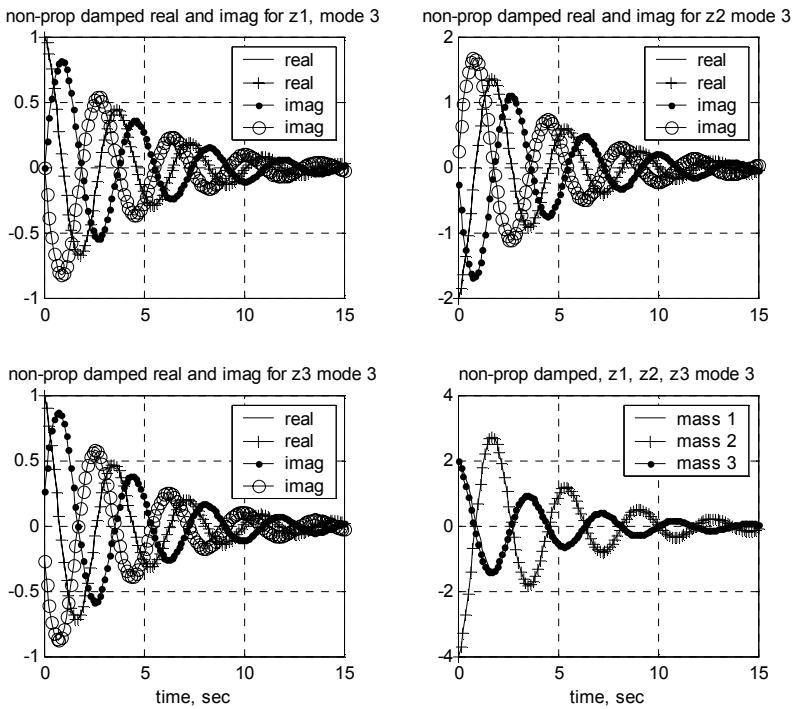 non-prop damped real and imag for z1, mode 3
1
0.5
0
-0.5
-1
0 5 10 15
real
real
imag
imag
non-prop damped real and imag for z2 mode 3
2
1
0
-1
-2
0 5 10 15
real
real
imag
imag
non-prop damped real and imag for z3 mode 3
1
0.5
0
-0.5
-1
0 5 10 15
time, sec
real
real
imag
imag
non-prop damped, z1, z2, z3 mode 3
4
2
0
-2
-4
0 5 10 15
time, sec
mass 1
mass 2
mass 3